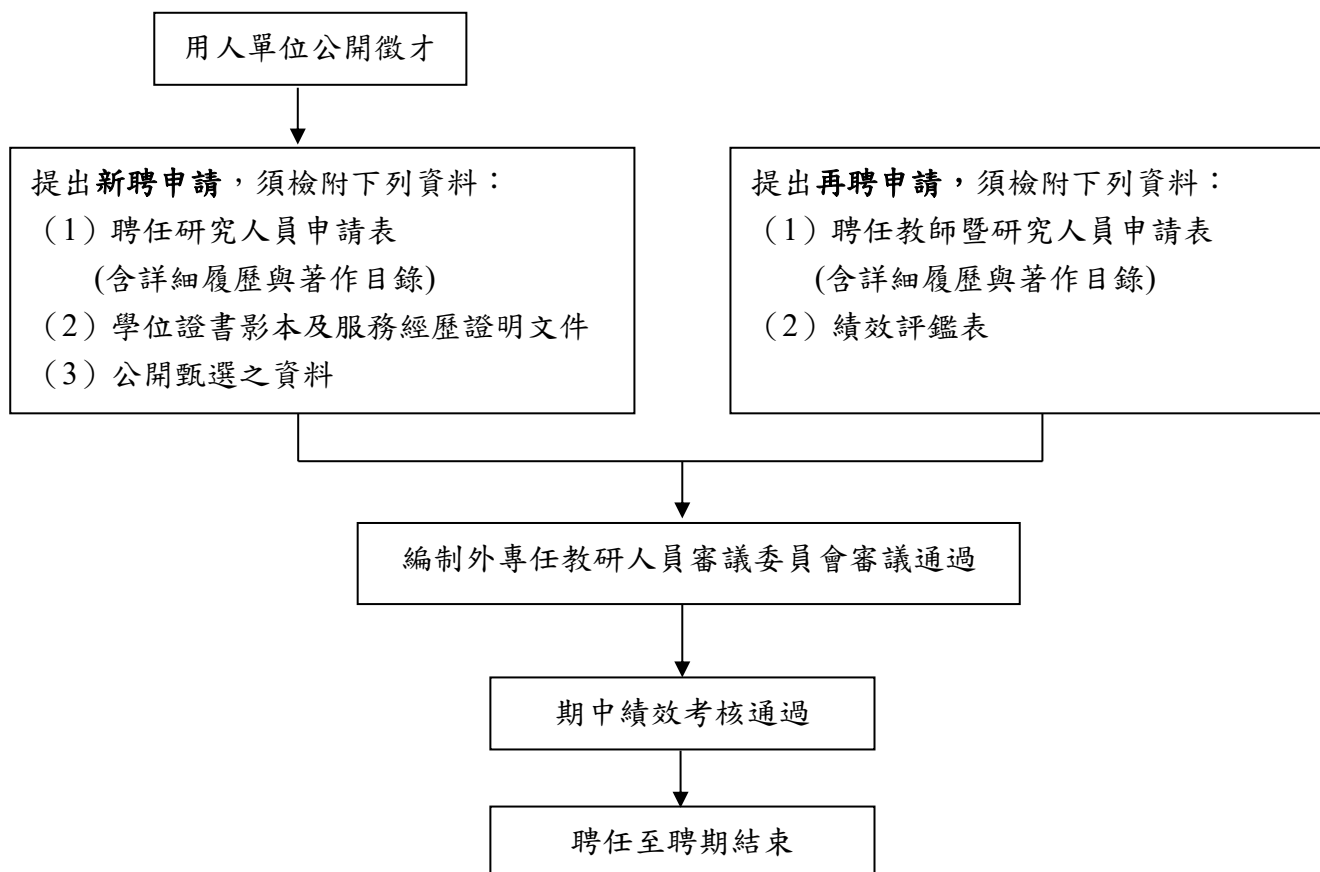 用人單位公開徵才
提出新聘申請，須檢附下列資料：
（1）聘任研究人員申請表
(含詳細履歷與著作目錄)
（2）學位證書影本及服務經歷證明文件
（3）公開甄選之資料
提出再聘申請，須檢附下列資料：
（1）聘任教師暨研究人員申請表
(含詳細履歷與著作目錄)
（2）績效評鑑表
編制外專任教研人員審議委員會審議通過
期中績效考核通過
聘任至聘期結束